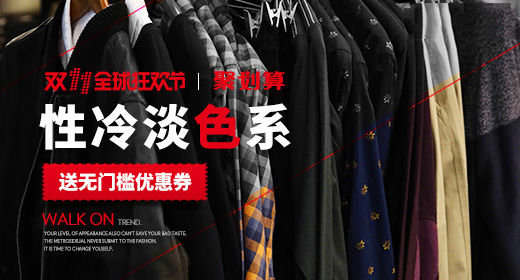 双11全球狂欢节 | 聚划算
性冷淡色系
送无门槛优惠券
WALK ON TREND.
YOUR LEVEL OF APPEARANCE ALSO CAN'T SAVE YOUR BAD TASTE.
THE METROSEXUAL NEVER SUBMIT TO THE FASHION.
IT IS TIME TO CHANGE YOUSELF.